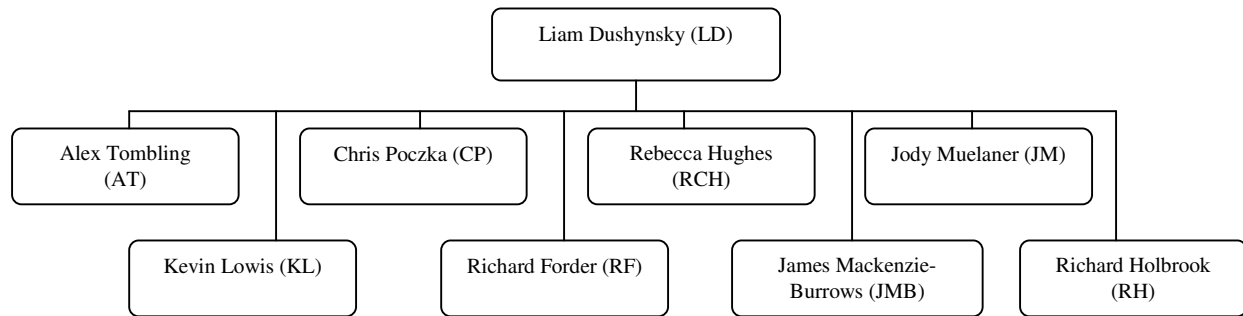 Liam Dushynsky (LD)
Alex Tombling
(AT)
Chris Poczka (CP)
Rebecca Hughes
(RCH)
Jody Muelaner (JM)
Kevin Lowis (KL)
Richard Forder (RF)
James Mackenzie-
Burrows (JMB)
Richard Holbrook
(RH)